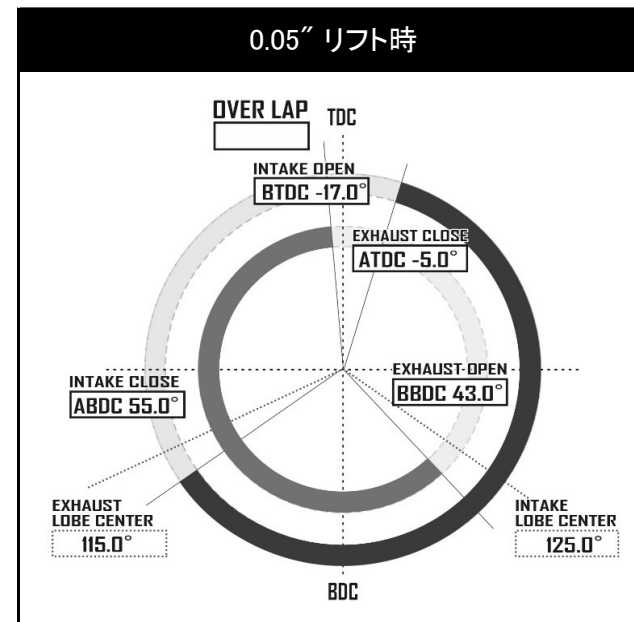 0.05″ リフト時
OVER LAP
TDC
INTAKE OPEN
BTDC -17.0°
EXHAUST CLOSE
ATDC -5.0°
INTAKE CLOSE
ABDC 55.0°
EXHAUST OPEN
BBDC 43.0°
EXHAUST
LOBE CENTER
115.0°
INTAKE
LOBE CENTER
125.0°
BDC